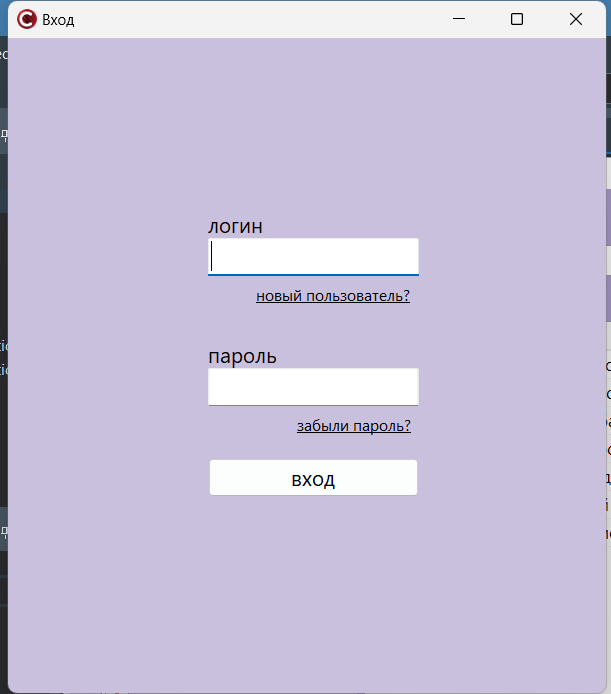 Вход
логин
новый пользователь?
пароль
забыли пароль?
вход